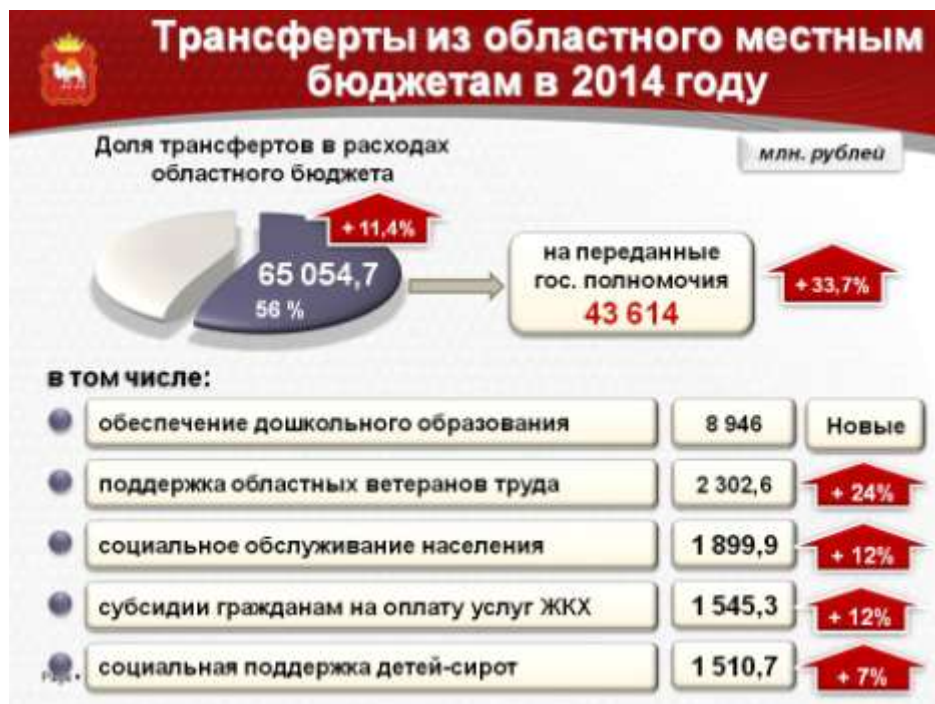 Трансферты из областного местным
бюджетам в 2014 году
Доля трансфертов в расходах
областного бюджета
млн. рублей
+ 11,4%
65 054,7
56 %
на переданные
гос. полномочия
43 614
+ 33,7%
в том числе:
обеспечение дошкольного образования
8 946
Новые
поддержка областных ветеранов труда
2 302,6
+ 24%
социальное обслуживание населения
1 899,9
+ 12%
субсидии гражданам на оплату услуг ЖКХ
1 545,3
+ 12%
социальная поддержка детей-сирот
1 510,7
+ 7%